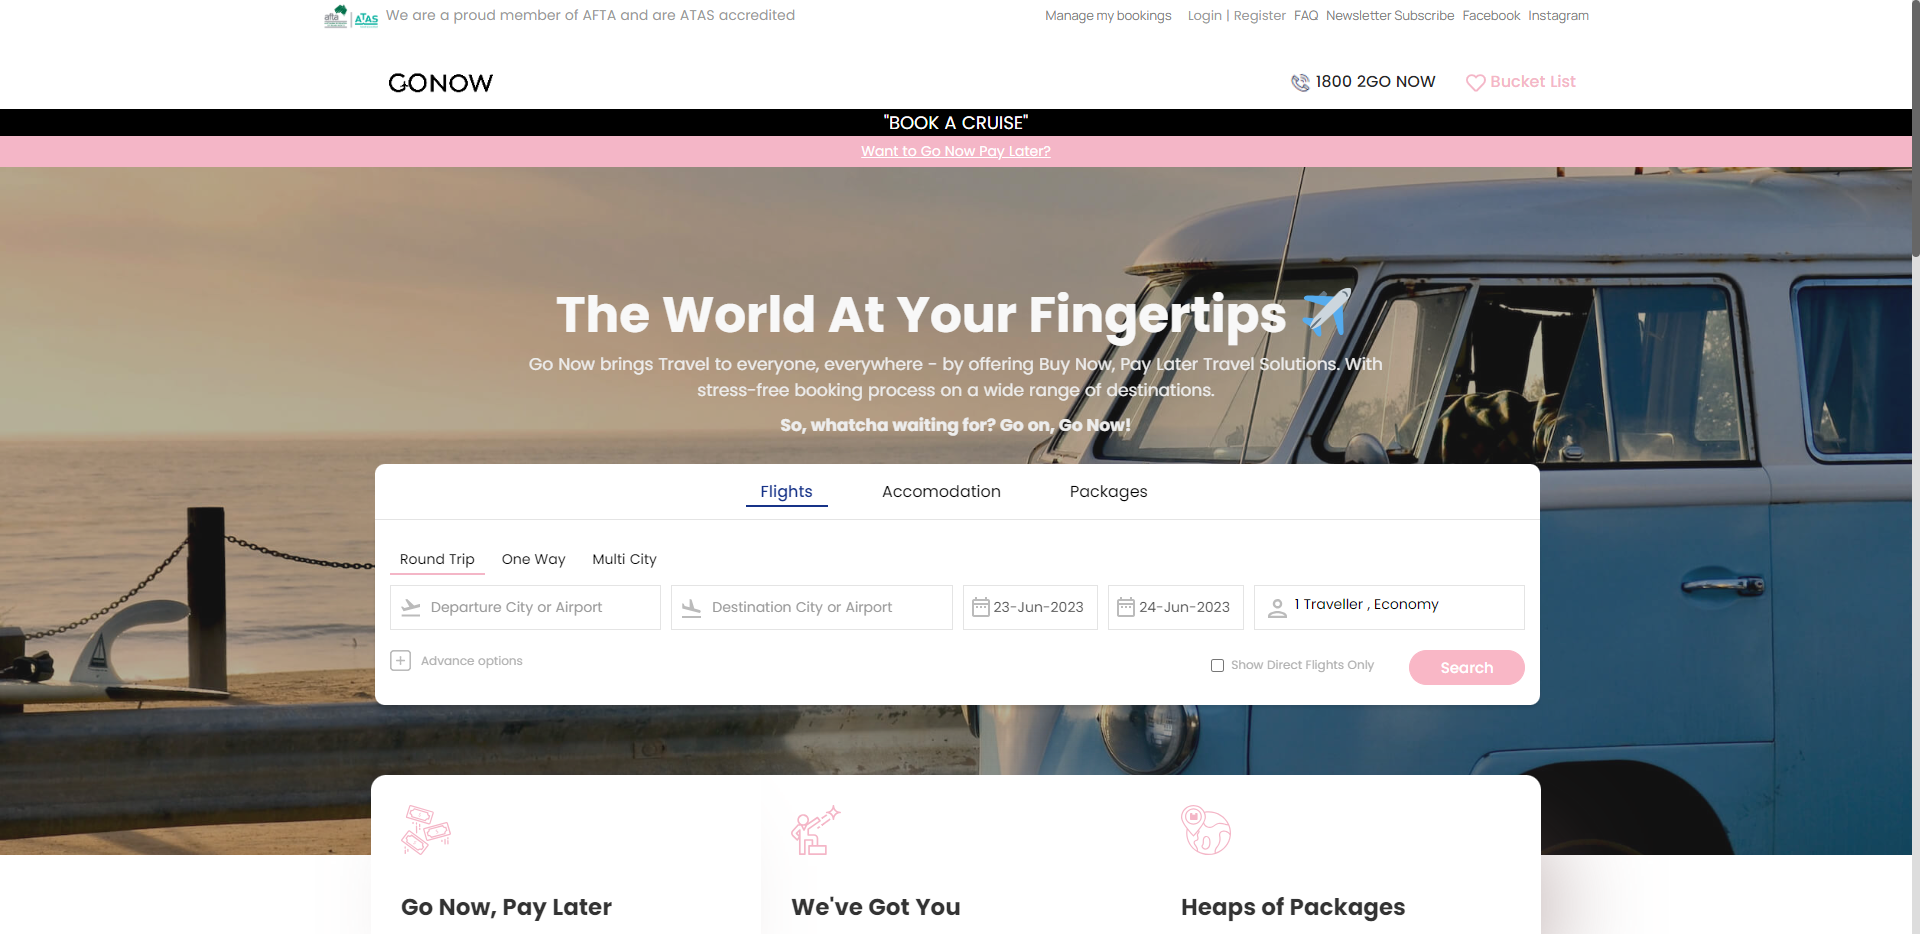 afta ATAS We are a proud member of AFTA and are ATAS accredited
Manage my bookings Login | Register FAQ Newsletter Subscribe Facebook Instagram
GONOW
1800 2GO NOW Bucket List
"BOOK A CRUISE"
Want to Go Now Pay Later?
The World At Your Fingertips
Go Now brings Travel to everyone, everywhere - by offering Buy Now, Pay Later Travel Solutions. With
stress-free booking process on a wide range of destinations.
So, whatcha waiting for? Go on, Go Now!
Flights Accomodation Packages
Round Trip One Way Multi City
Departure City or Airport Destination City or Airport 23-Jun-2023 24-Jun-2023 1 Traveller , Economy
Advance options Show Direct Flights Only Search
Go Now, Pay Later We've Got You Heaps of Packages